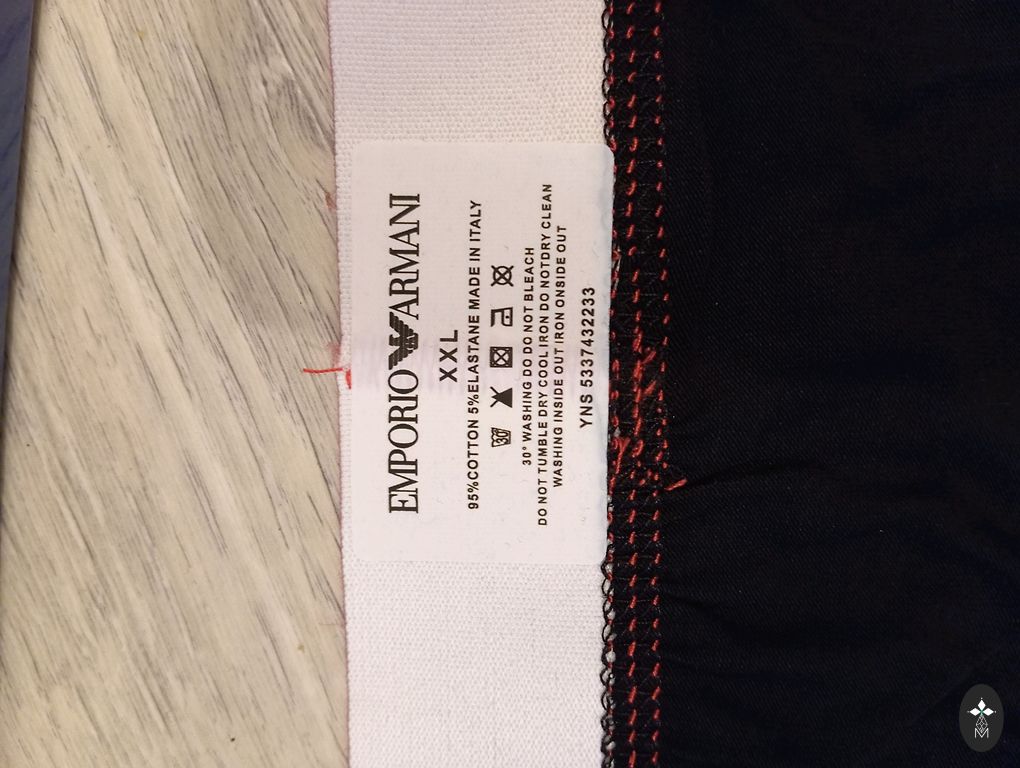 EMPORIO ARMANI
XXL
95%COTTON 5%ELASTANE MADE IN ITALY
30°
30° WASHING DO DO NOT BLEACH
DO NOT TUMBLE DRY COOL IRON DO NOTDRY CLEAN
WASHING INSIDE OUT IRON ONSIDE OUT
YNS 5337432233
M